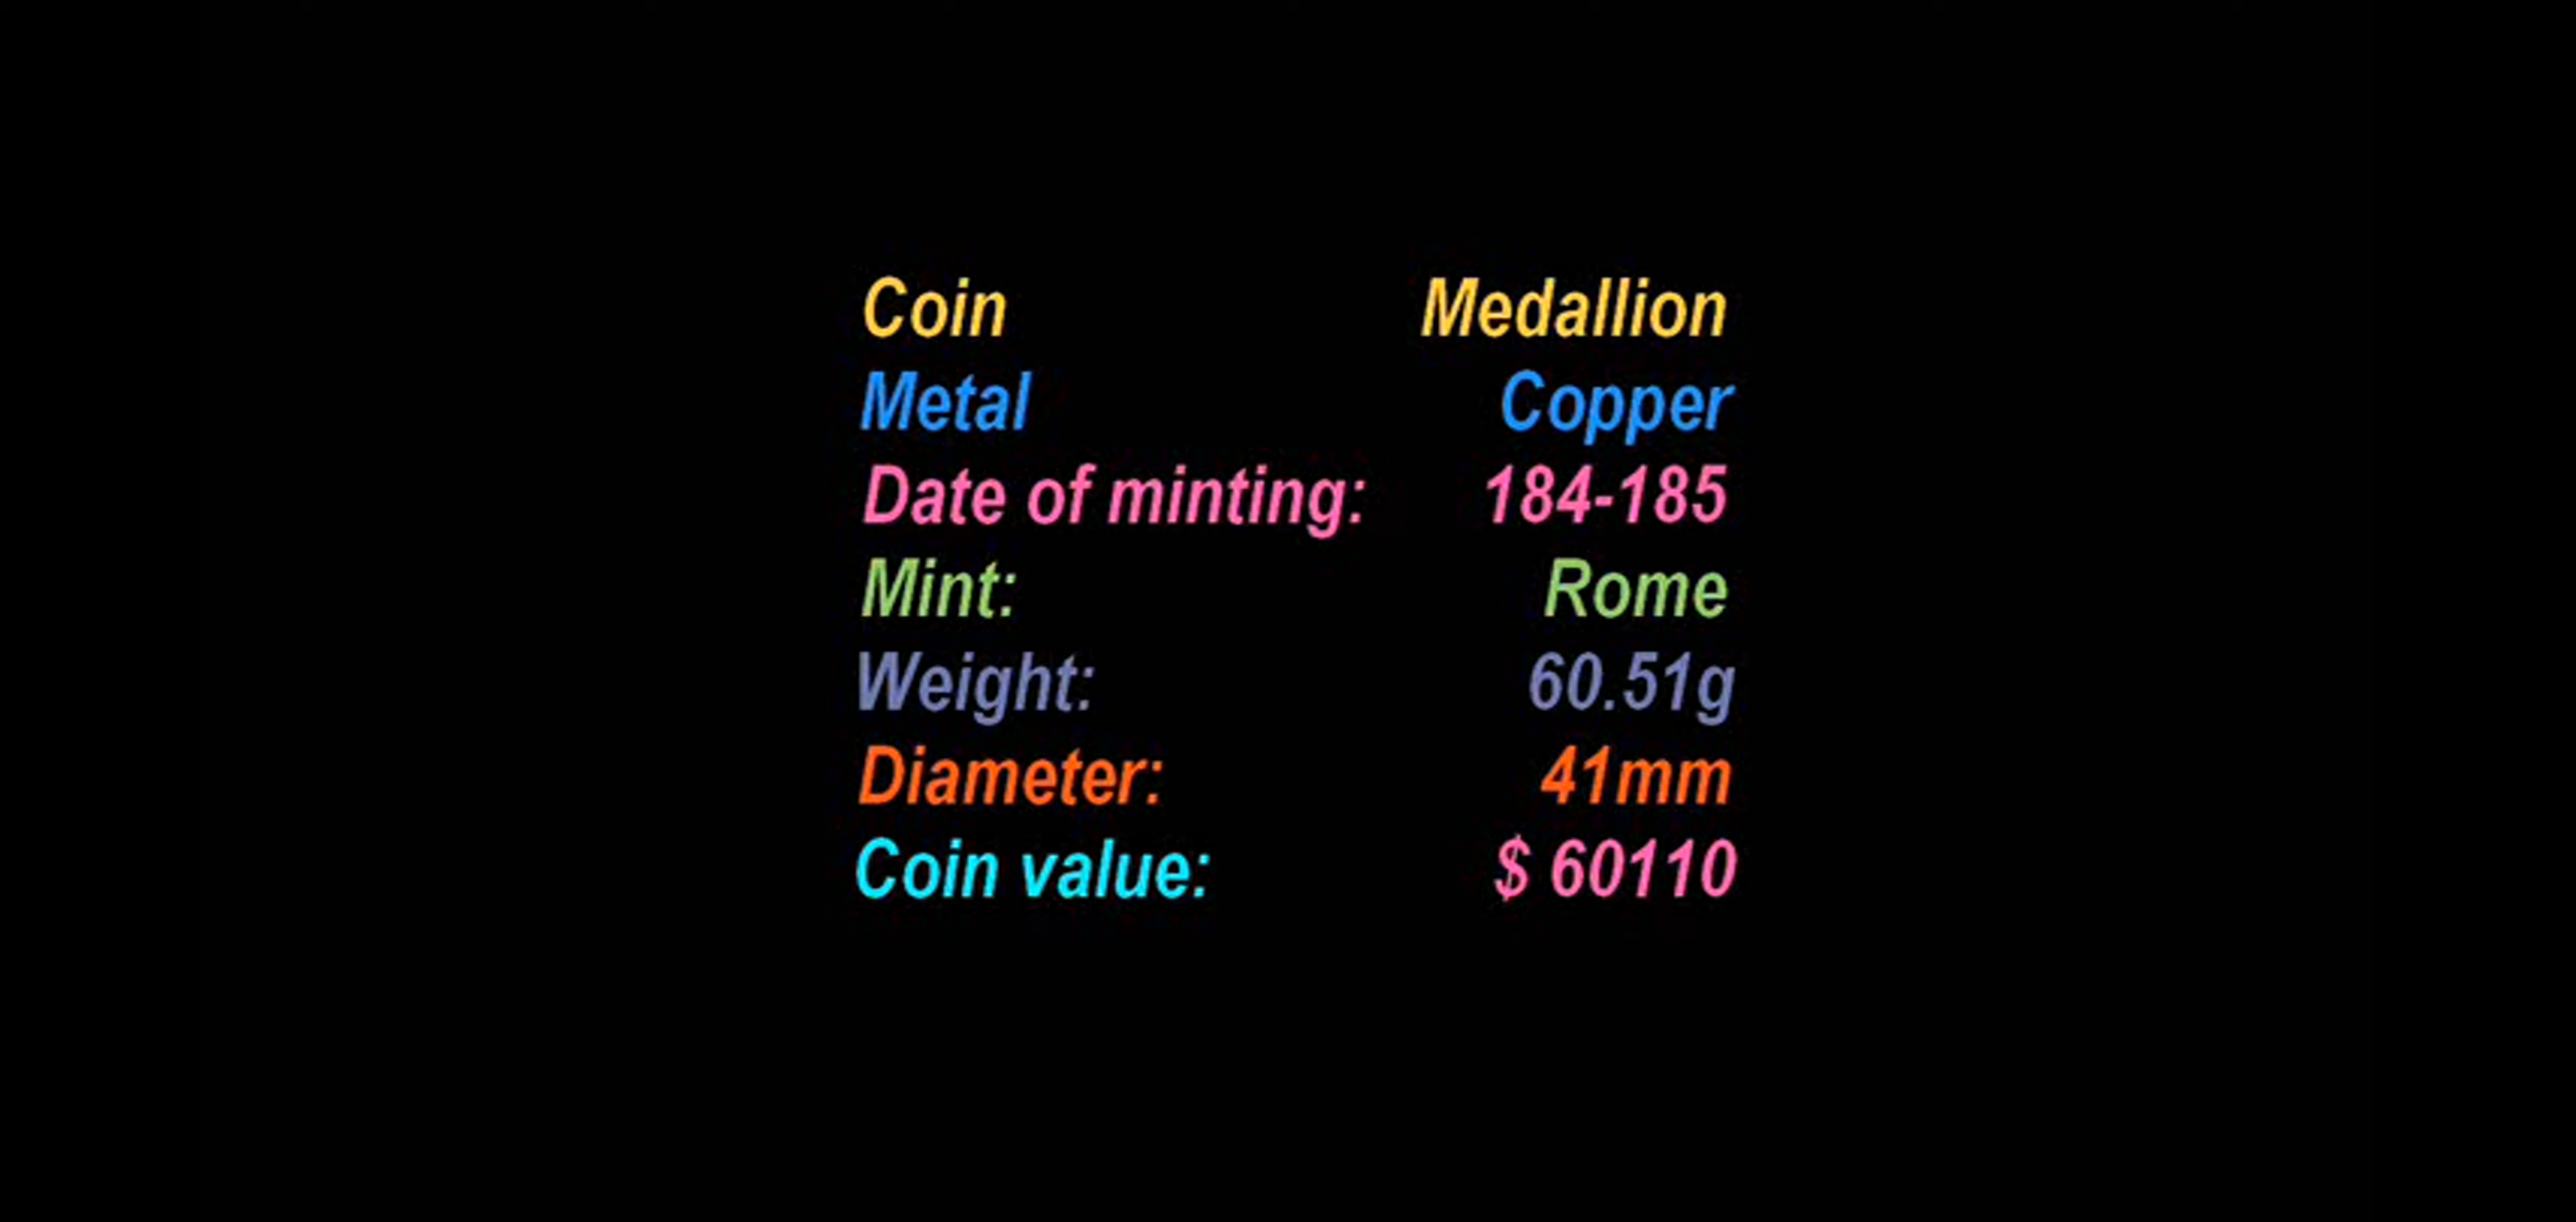 Coin Medallion
Metal Copper
Date of minting: 184-185
Mint: Rome
Weight: 60.51g
Diameter: 41mm
Coin value: $ 60110